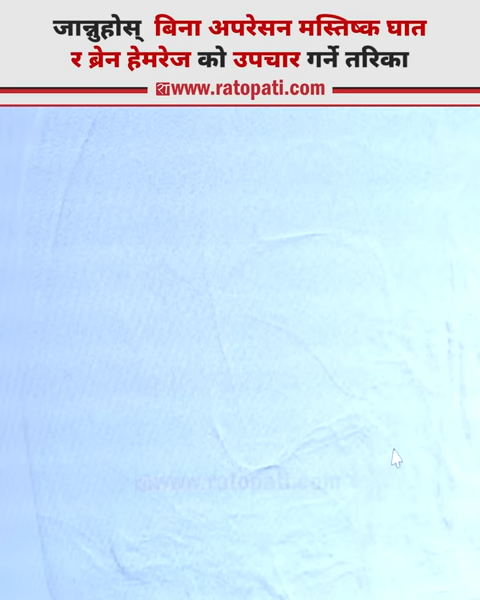 जान्नुहोस् बिना अपरेसन मस्तिष्क घात
र ब्रेन हेमरेज को उपचार गर्ने तरिका
www.ratopati.com
www.ratopati.com